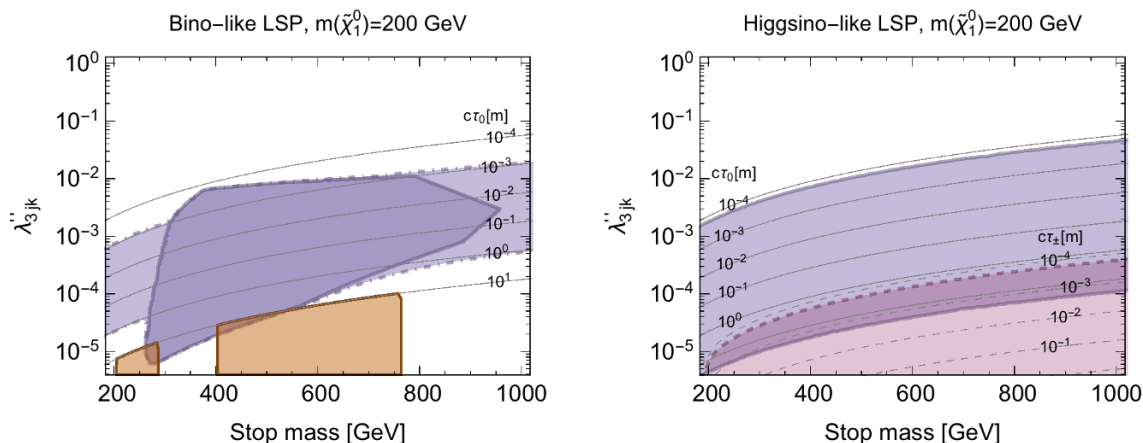 Bino-like LSP, m(χ̃₁⁰)=200 GeV
10⁰
10⁻¹
10⁻²
10⁻³
10⁻⁴
10⁻⁵
λ''₃jk
cτ₀[m]
10⁻⁴
10⁻³
10⁻²
10⁻¹
10⁰
10¹
200 400 600 800 1000
Stop mass [GeV]
Higgsino-like LSP, m(χ̃₁⁰)=200 GeV
10⁰
10⁻¹
10⁻²
10⁻³
10⁻⁴
10⁻⁵
λ''₃jk
cτ₀[m]
10⁻⁴
10⁻³
10⁻²
10⁻¹
10⁰
cτ±[m]
10⁻⁴
10⁻³
10⁻²
10⁻¹
200 400 600 800 1000
Stop mass [GeV]